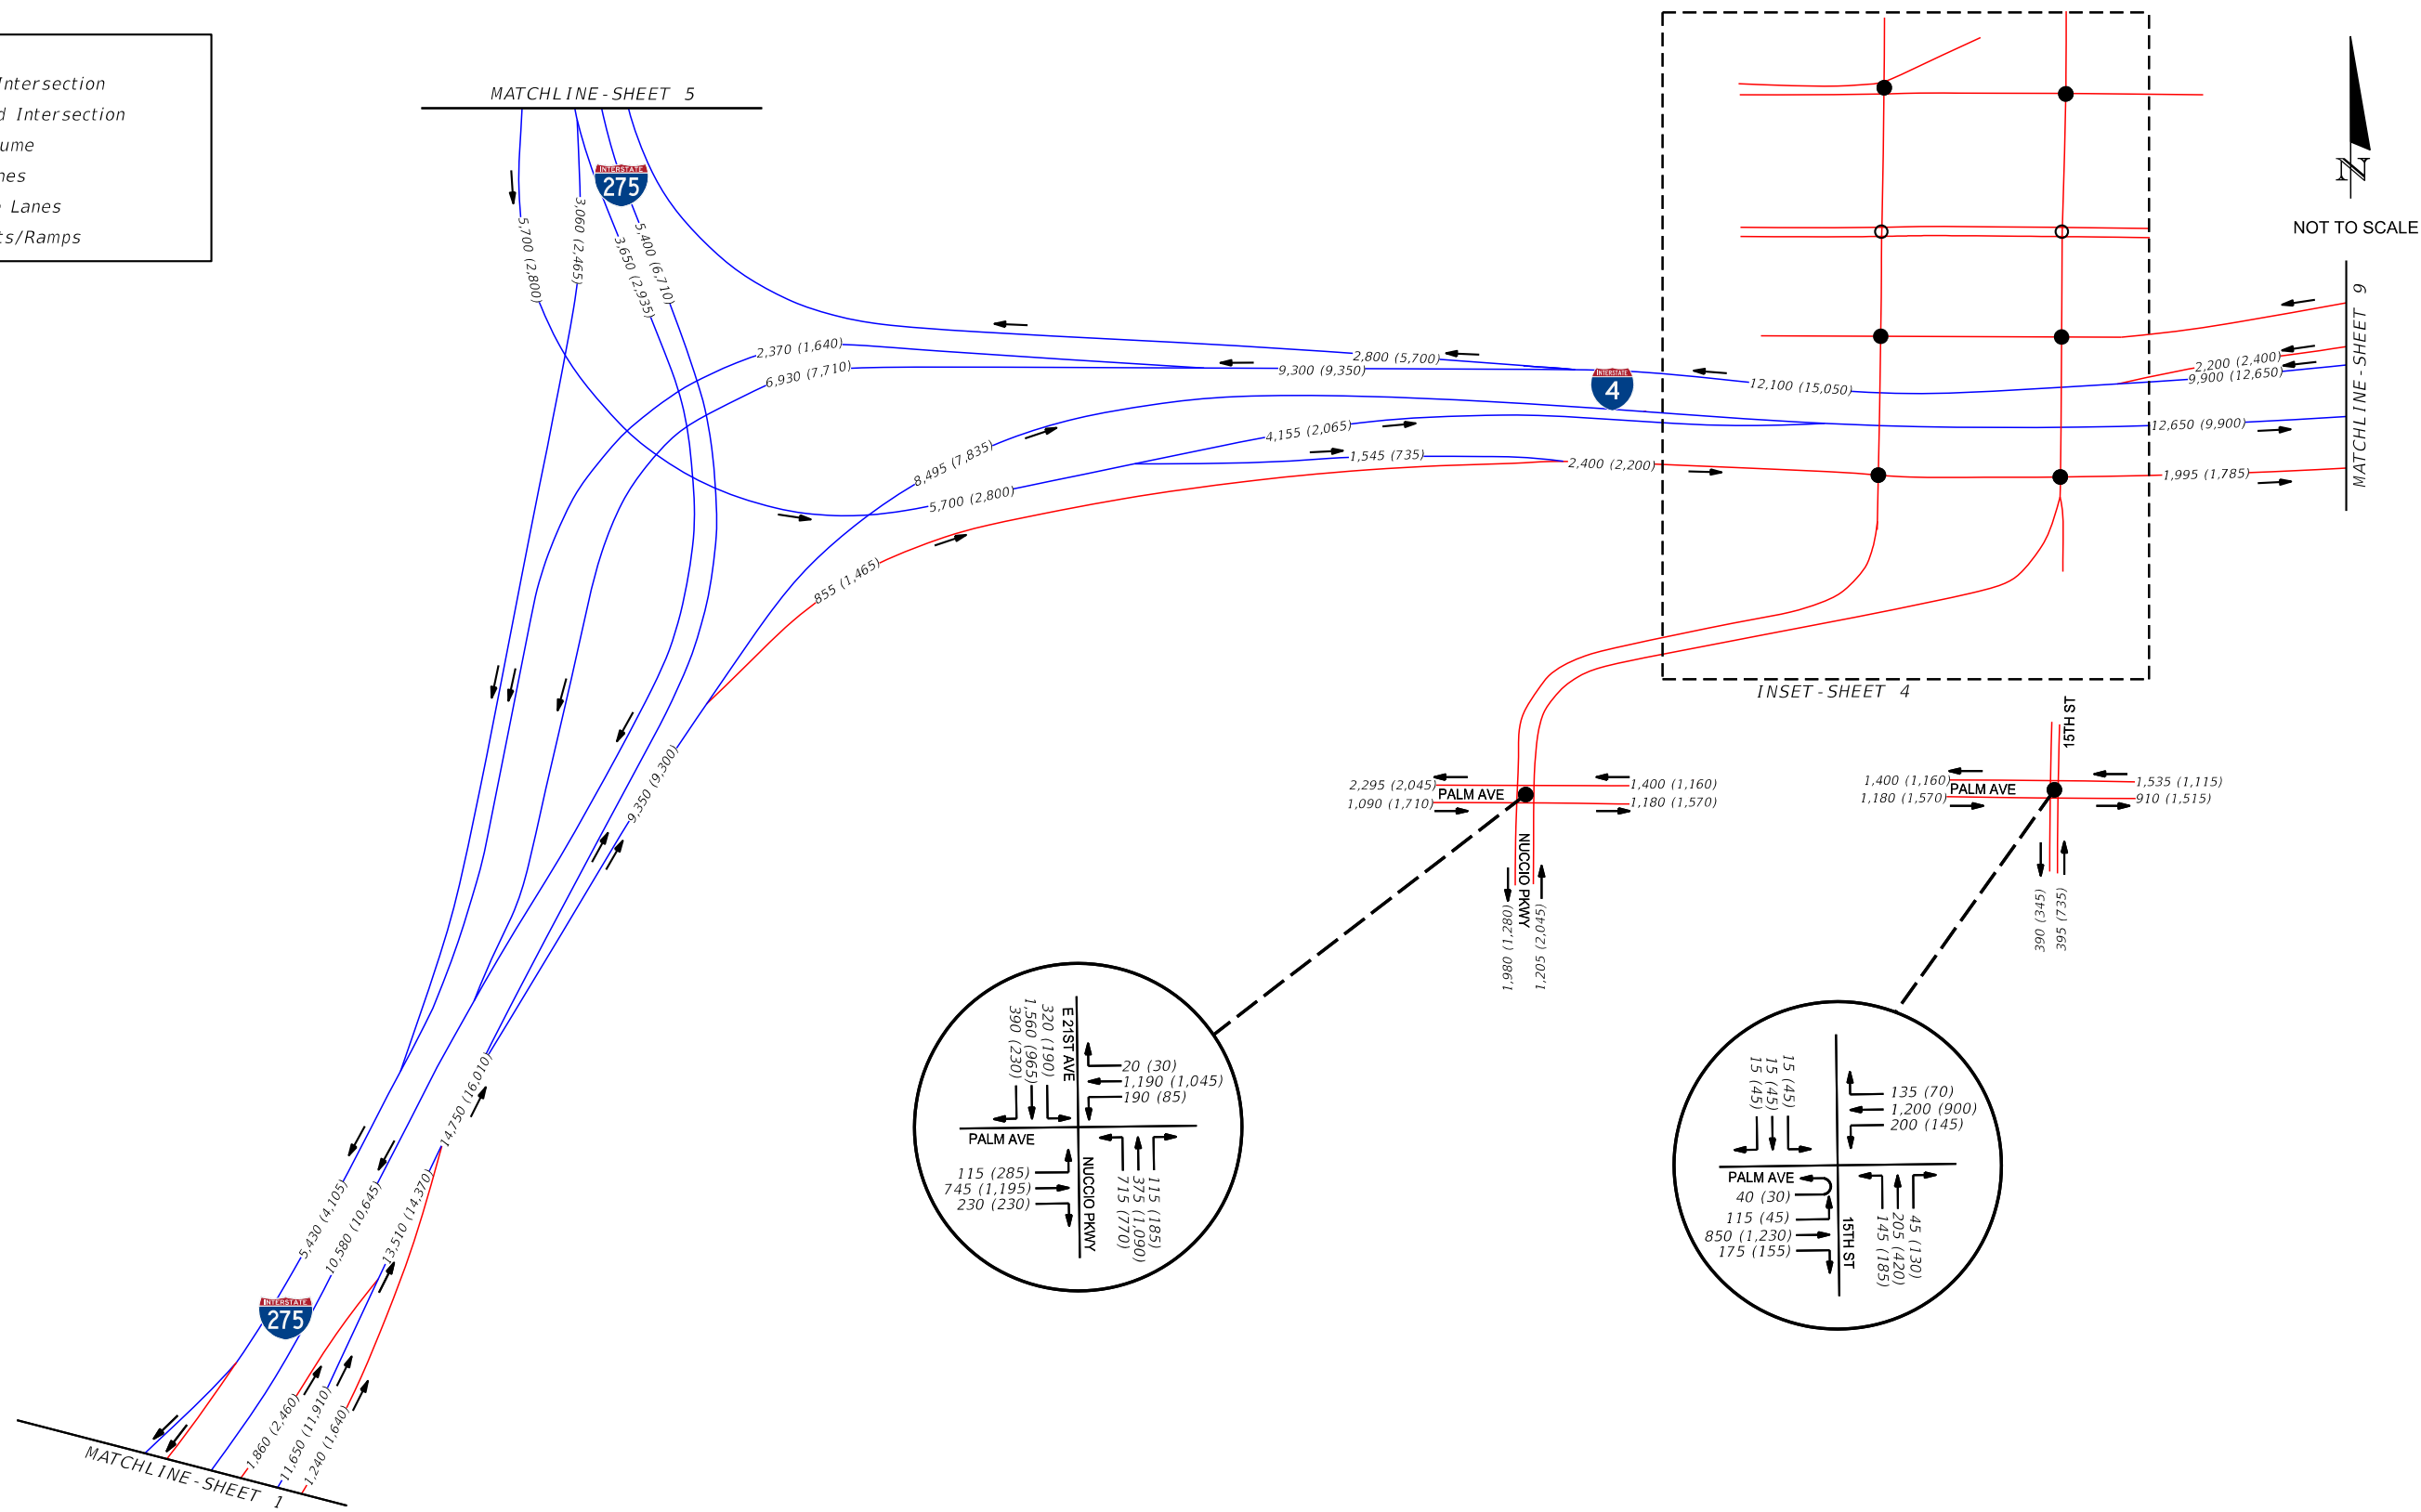 Intersection
d Intersection
ume
nes
Lanes
ts/Ramps
MATCHLINE-SHEET 5
INTERSTATE
275
5,700 (2,800)
3,060 (2,465)
3,650 (2,935)
5,400 (6,710)
2,370 (1,640)
6,930 (7,710)
2,800 (5,700)
9,300 (9,350)
INTERSTATE
4
12,100 (15,050)
2,200 (2,400)
9,900 (12,650)
12,650 (9,900)
1,995 (1,785)
8,495 (7,835)
4,155 (2,065)
1,545 (735)
2,400 (2,200)
5,700 (2,800)
855 (1,465)
9,350 (9,300)
N
NOT TO SCALE
MATCHLINE-SHEET 9
INSET-SHEET 4
2,295 (2,045)
1,090 (1,710)
PALM AVE
1,400 (1,160)
1,180 (1,570)
NUCCIO PKWY
1,980 (1,280)
1,205 (2,045)
15TH ST
1,400 (1,160)
1,180 (1,570)
PALM AVE
1,535 (1,115)
910 (1,515)
390 (345)
395 (735)
390 (230)
1,560 (965)
320 (190)
E 21ST AVE
20 (30)
1,190 (1,045)
190 (85)
PALM AVE
115 (285)
745 (1,195)
230 (230)
NUCCIO PKWY
715 (770)
375 (1,090)
115 (185)
15 (45)
15 (45)
15 (45)
135 (70)
1,200 (900)
200 (145)
PALM AVE
40 (30)
115 (45)
850 (1,230)
175 (155)
15TH ST
145 (185)
205 (420)
45 (130)
14,750 (16,010)
5,430 (4,105)
10,580 (10,645)
13,510 (14,370)
INTERSTATE
275
1,860 (2,460)
11,650 (11,910)
1,240 (1,640)
MATCHLINE-SHEET 1